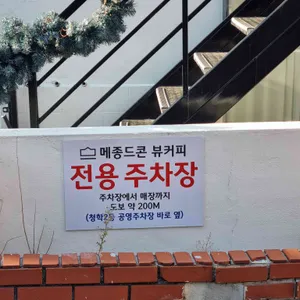 메종드콘 뷰커피
전용 주차장
주차장에서 매장까지
도보 약 200M
(청학2동 공영주차장 바로 옆)